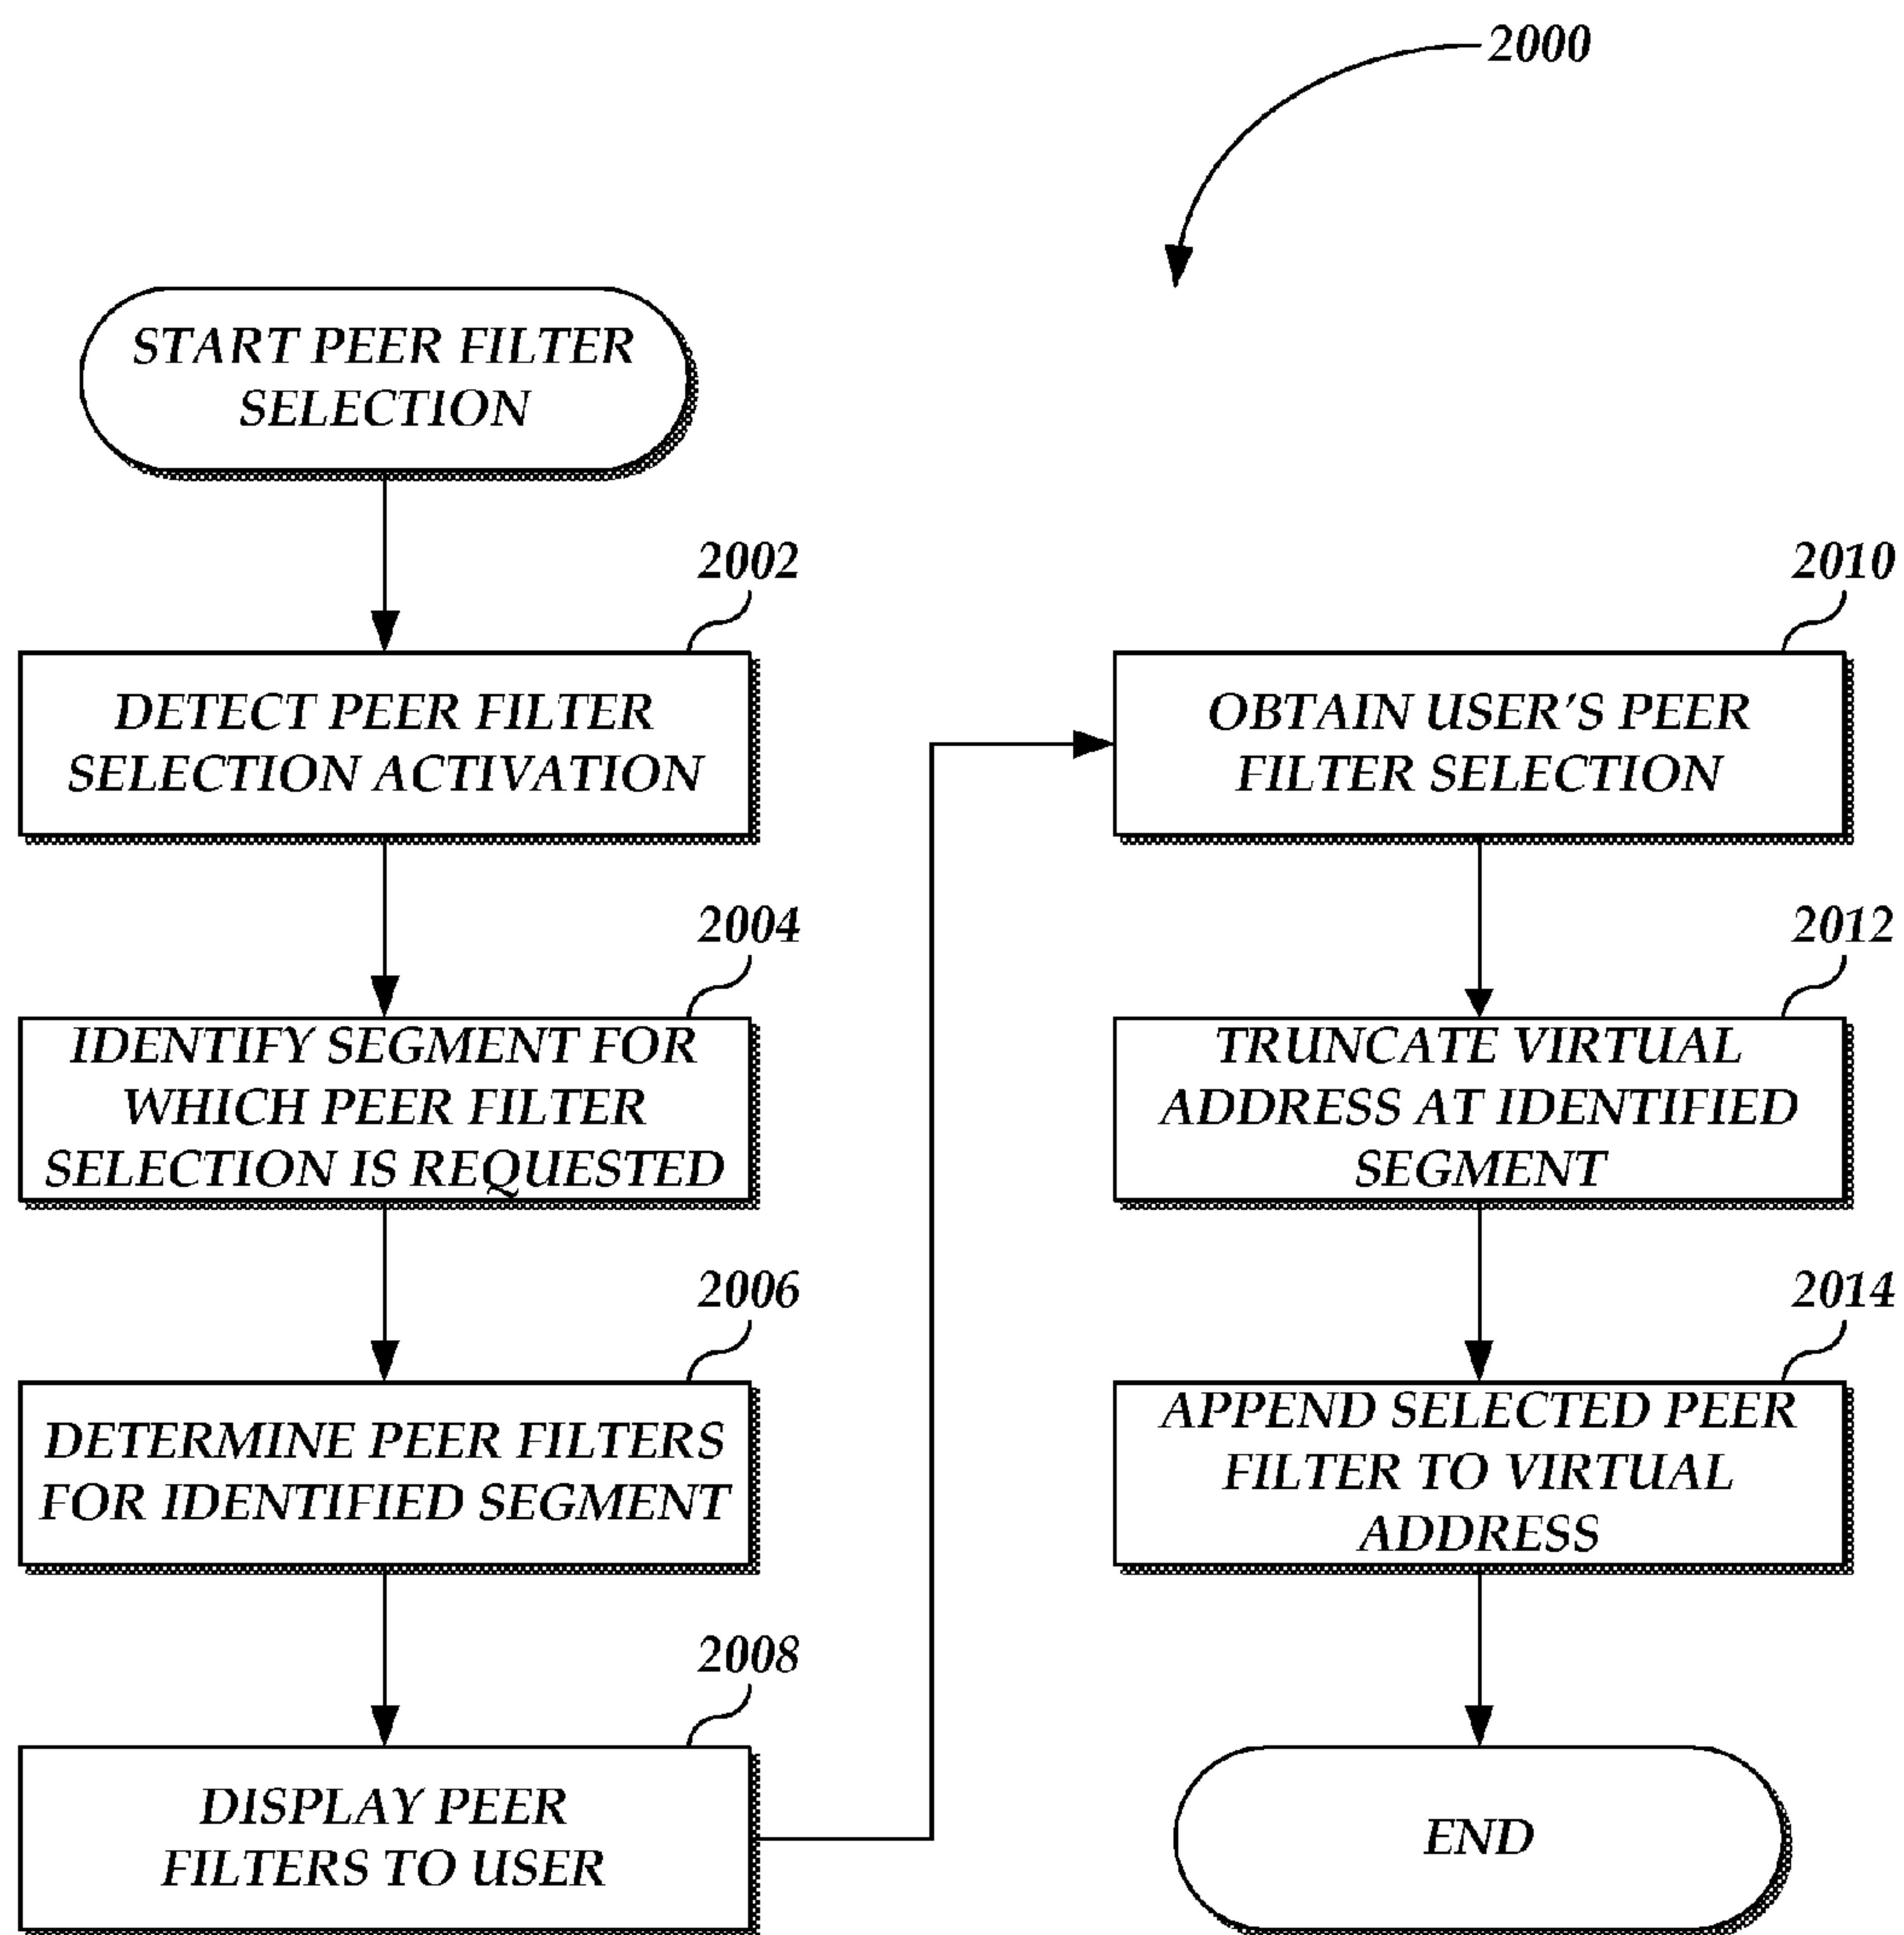 2000
START PEER FILTER
SELECTION
2002
DETECT PEER FILTER
SELECTION ACTIVATION
2004
IDENTIFY SEGMENT FOR
WHICH PEER FILTER
SELECTION IS REQUESTED
2006
DETERMINE PEER FILTERS
FOR IDENTIFIED SEGMENT
2008
DISPLAY PEER
FILTERS TO USER
2010
OBTAIN USER'S PEER
FILTER SELECTION
2012
TRUNCATE VIRTUAL
ADDRESS AT IDENTIFIED
SEGMENT
2014
APPEND SELECTED PEER
FILTER TO VIRTUAL
ADDRESS
END